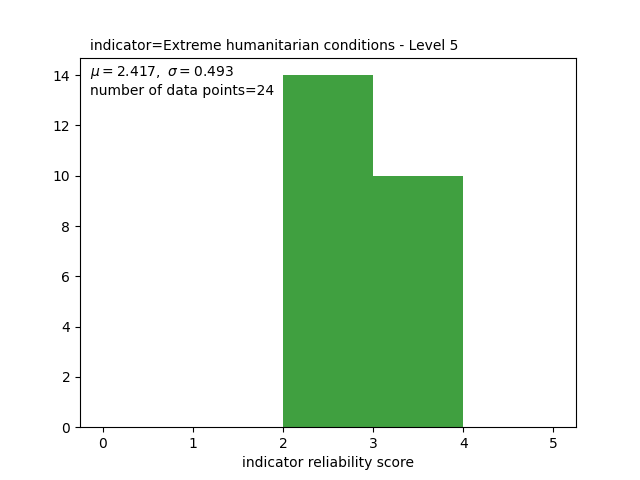 indicator=Extreme humanitarian conditions - Level 5
μ = 2.417, σ = 0.493
number of data points=24
14
12
10
8
6
4
2
0
0 1 2 3 4 5
indicator reliability score